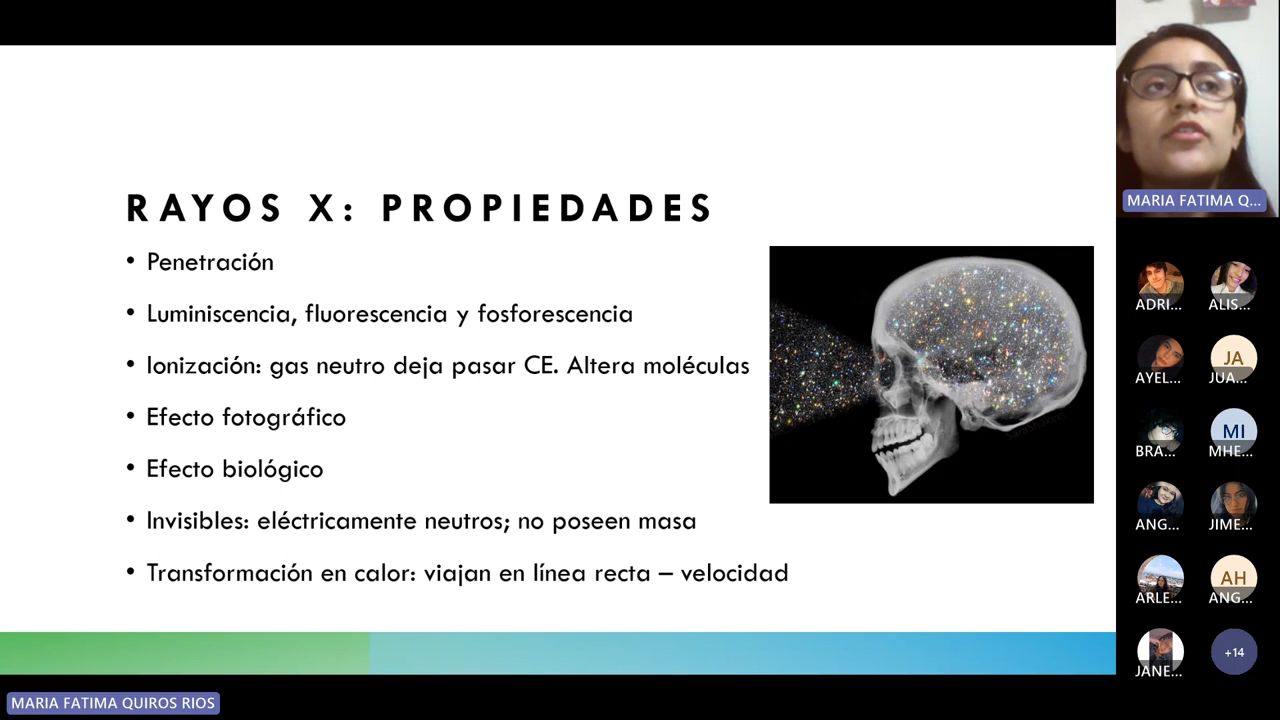 RAYOS X: PROPIEDADES
• Penetración
• Luminiscencia, fluorescencia y fosforescencia
• Ionización: gas neutro deja pasar CE. Altera moléculas
• Efecto fotográfico
• Efecto biológico
• Invisibles: eléctricamente neutros; no poseen masa
• Transformación en calor: viajan en línea recta – velocidad
MARIA FATIMA QUIROS RIOS
MARIA FATIMA Q...
ADRI... ALIS...
JA
AYEL... JUA...
MI
BRA... MHE...
ANG... JIME...
AH
ARLE... ANG...
+14
JANE...